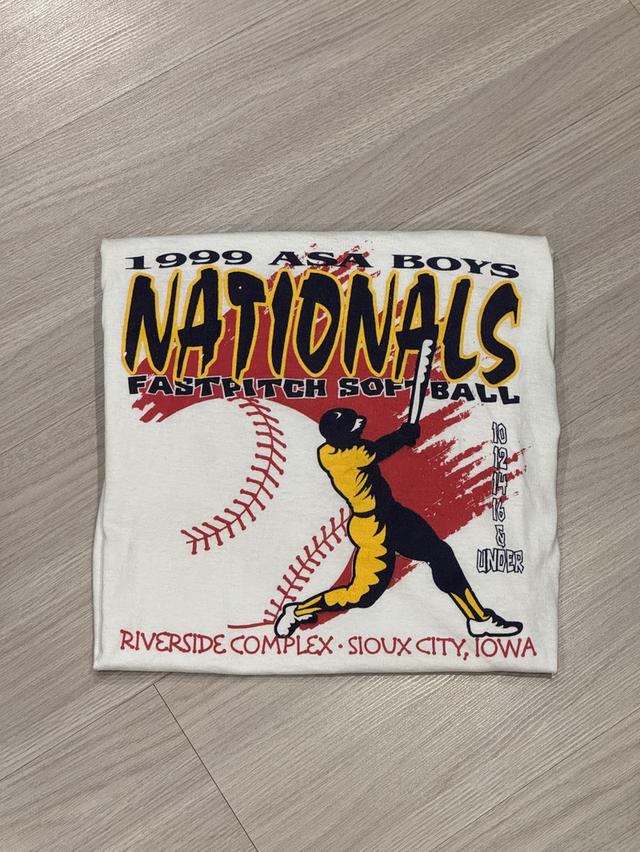 1999 ASA BOYS
NATIONALS
FASTPITCH SOFTBALL
10
12
14
16
&
UNDER
RIVERSIDE COMPLEX · SIOUX CITY, IOWA